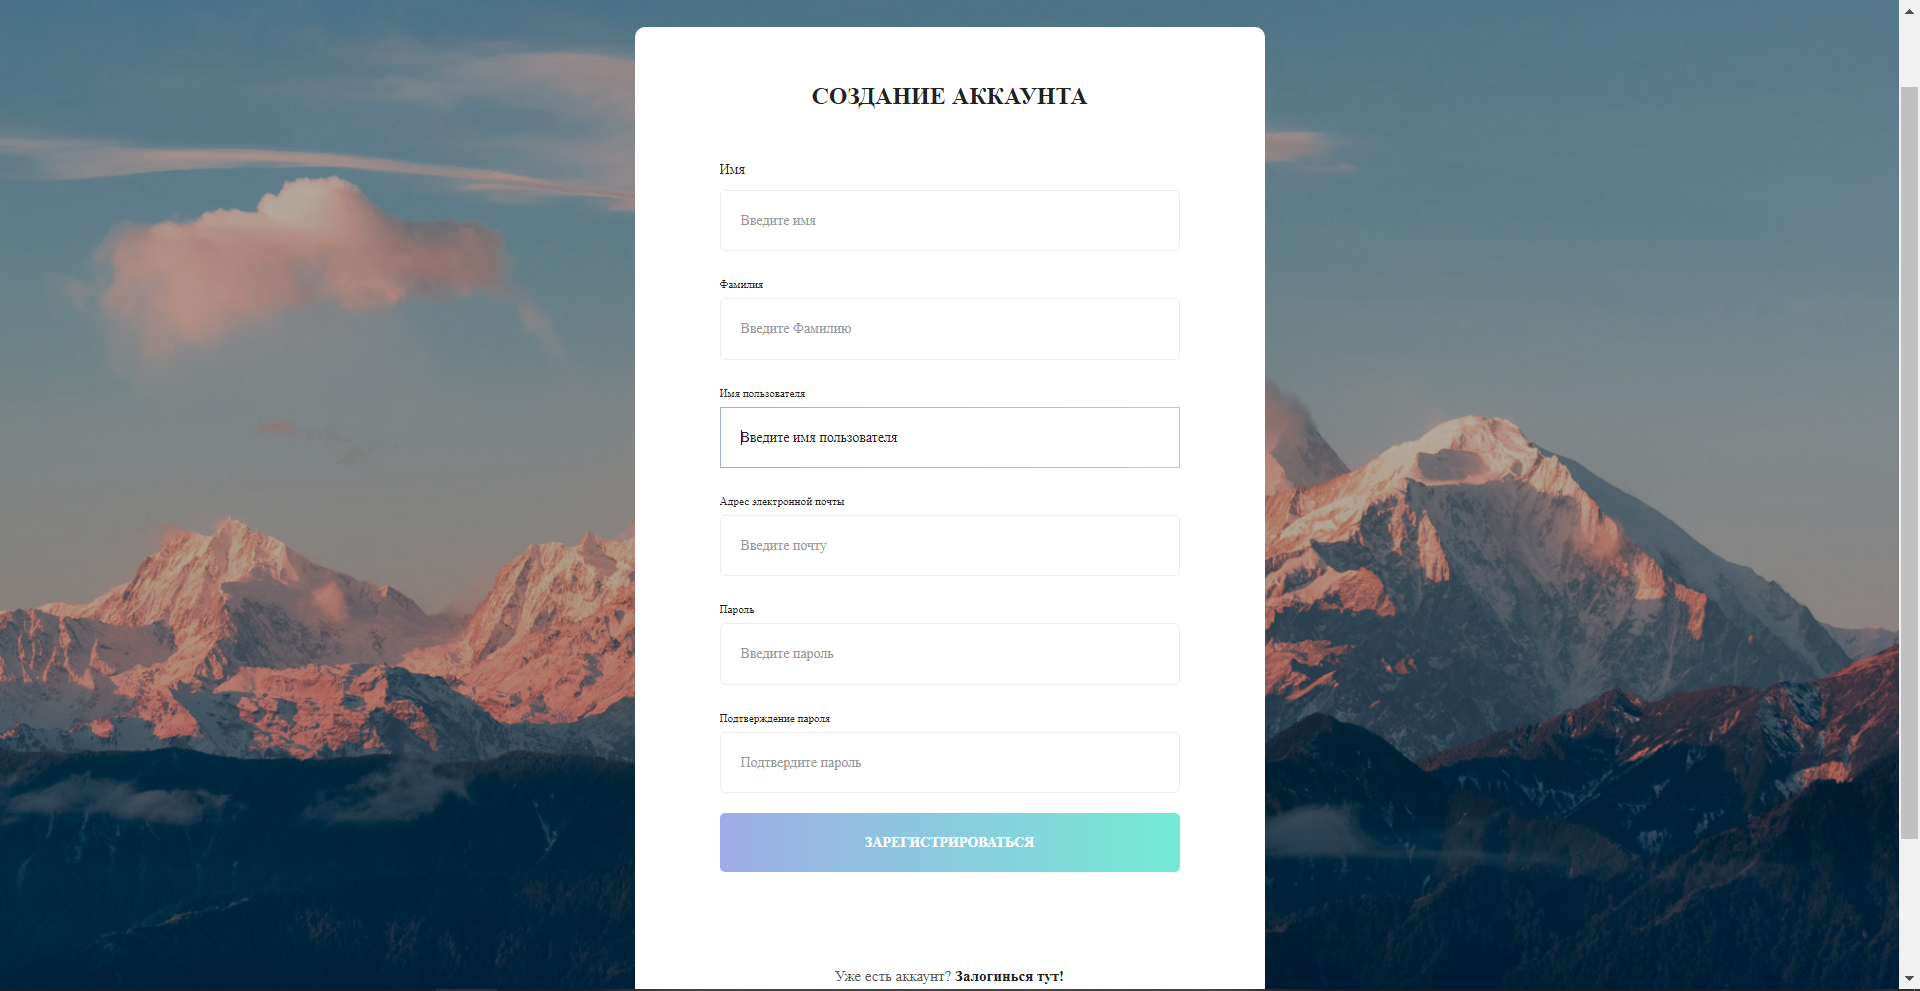 СОЗДАНИЕ АККАУНТА
Имя
Введите имя
Фамилия
Введите Фамилию
Имя пользователя
Введите имя пользователя
Адрес электронной почты
Введите почту
Пароль
Введите пароль
Подтверждение пароля
Подтвердите пароль
ЗАРЕГИСТРИРОВАТЬСЯ
Уже есть аккаунт? Залогинься тут!